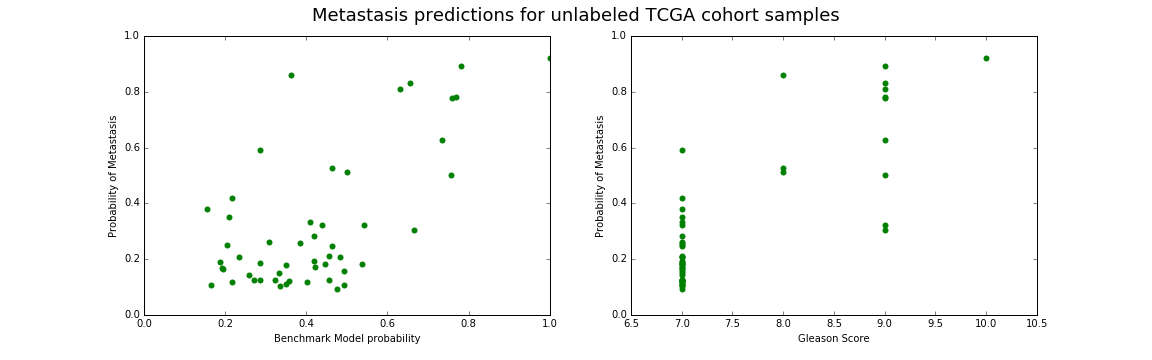 Metastasis predictions for unlabeled TCGA cohort samples
Probability of Metastasis
1.0
0.8
0.6
0.4
0.2
0.0
0.0 0.2 0.4 0.6 0.8 1.0
Benchmark Model probability
Probability of Metastasis
1.0
0.8
0.6
0.4
0.2
0.0
6.5 7.0 7.5 8.0 8.5 9.0 9.5 10.0 10.5
Gleason Score